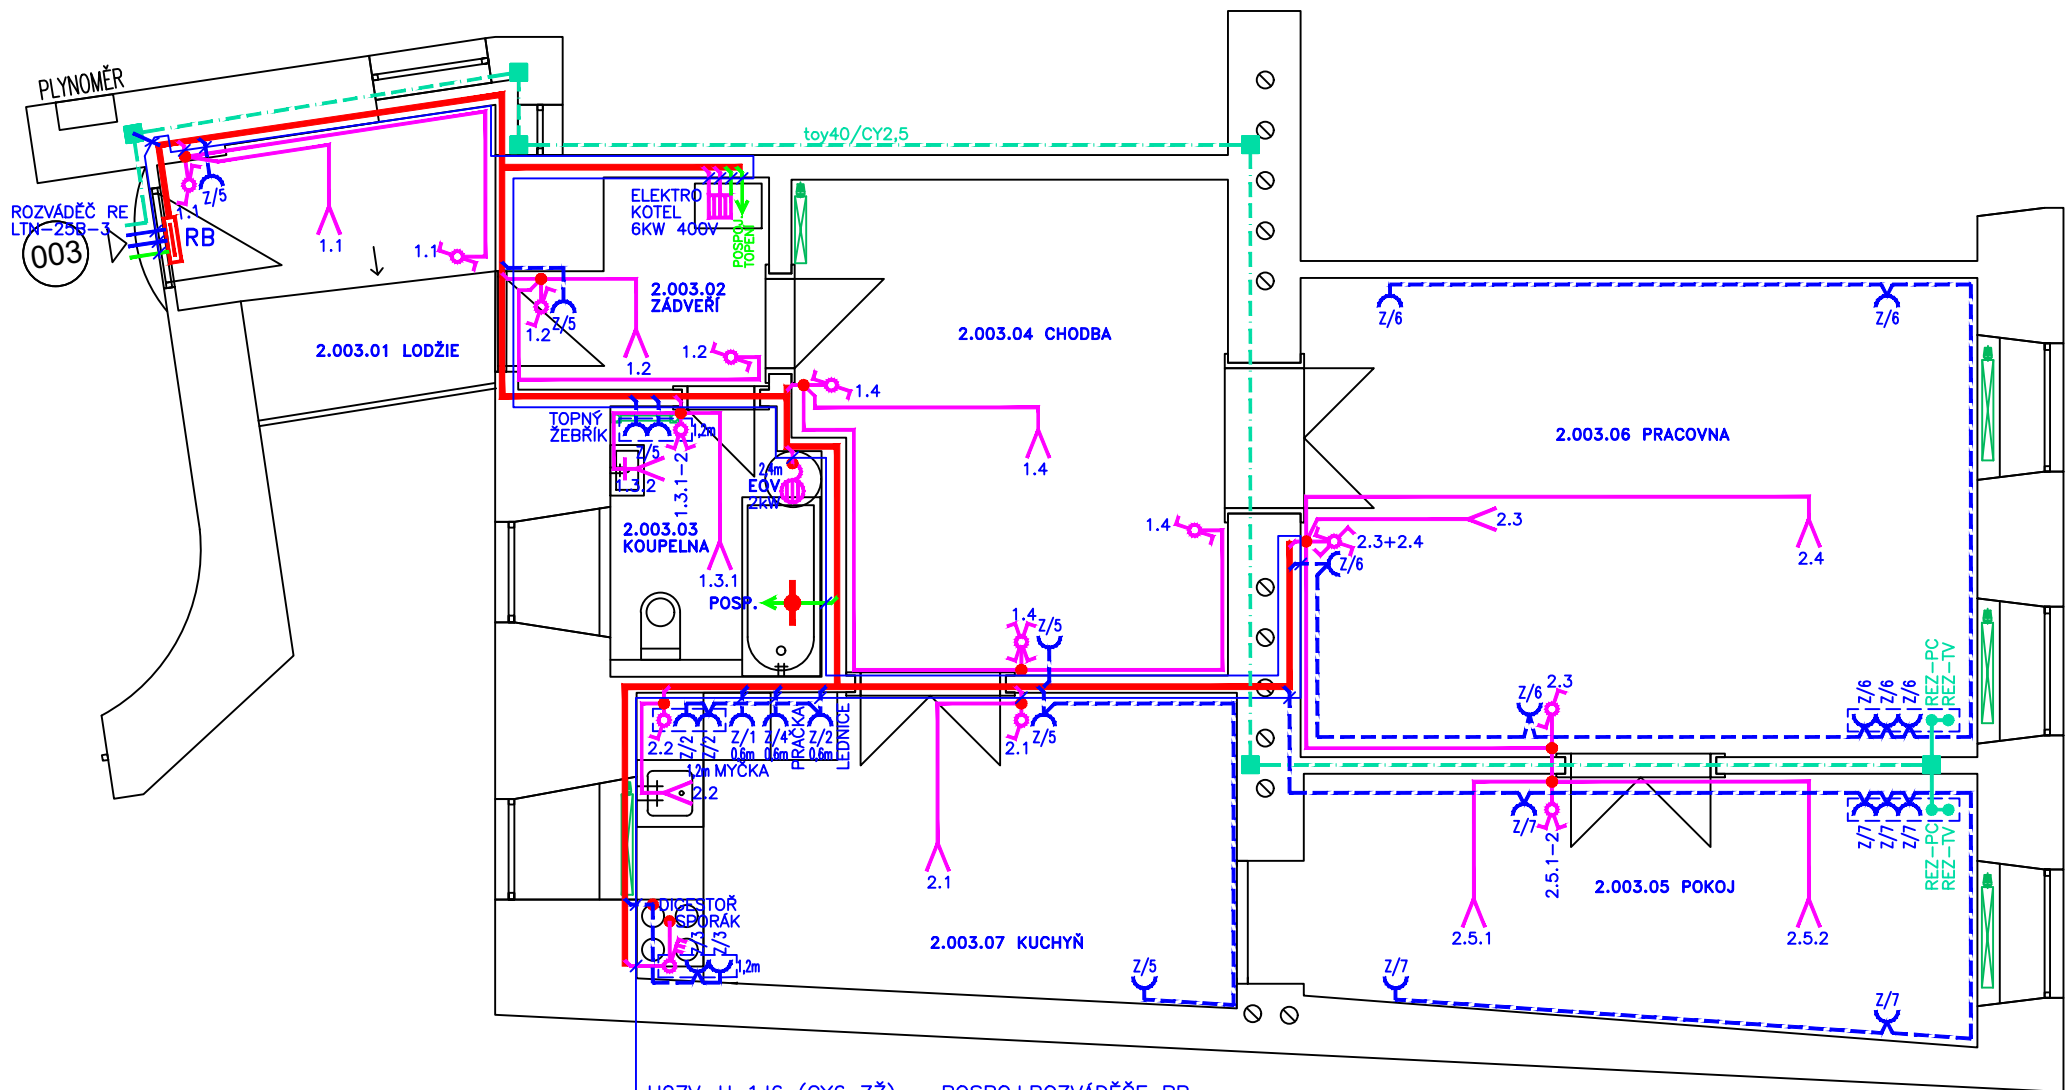 PLYNOMĚR
toy40/CY2,5
ROZVÁDĚČ RE
LTN-25B-3
003
RB
Z/5
1.1
1.1
1.1
ELEKTRO
KOTEL
6KW 400V
POSPOJ.
TOPENÍ
2.003.02
ZÁDVEŘÍ
2.003.01 LODŽIE
2.003.04 CHODBA
Z/5
1.2
1.2
1.2
Z/6
Z/6
1.4
TOPNÝ
ŽEBŘÍK
1,2m
Z/5
1.3.2
1.3.1-2
EOV
2kW
1.4
2.003.06 PRACOVNA
2.003.03
KOUPELNA
1.3.1
1.4
2.3
2.3+2.4
Z/6
2.4
POSP.
1.4
Z/5
REZ-PC
REZ-TV
2.3
Z/6
Z/6
Z/6
Z/6
2.2
Z/2
Z/2
Z/1
0,6m
Z/4
0,6m
PRAČKA
Z/2
0,6m
LEDNICE
2.1
Z/5
1,2m MYČKA
2.2
2.1
Z/7
2.5.1-2
Z/7
Z/7
Z/7
REZ-PC
REZ-TV
2.003.05 POKOJ
DIGESTOŘ
SPORÁK
Z/3
Z/3
1,2m
2.003.07 KUCHYŇ
2.5.1
2.5.2
Z/5
Z/7
Z/7